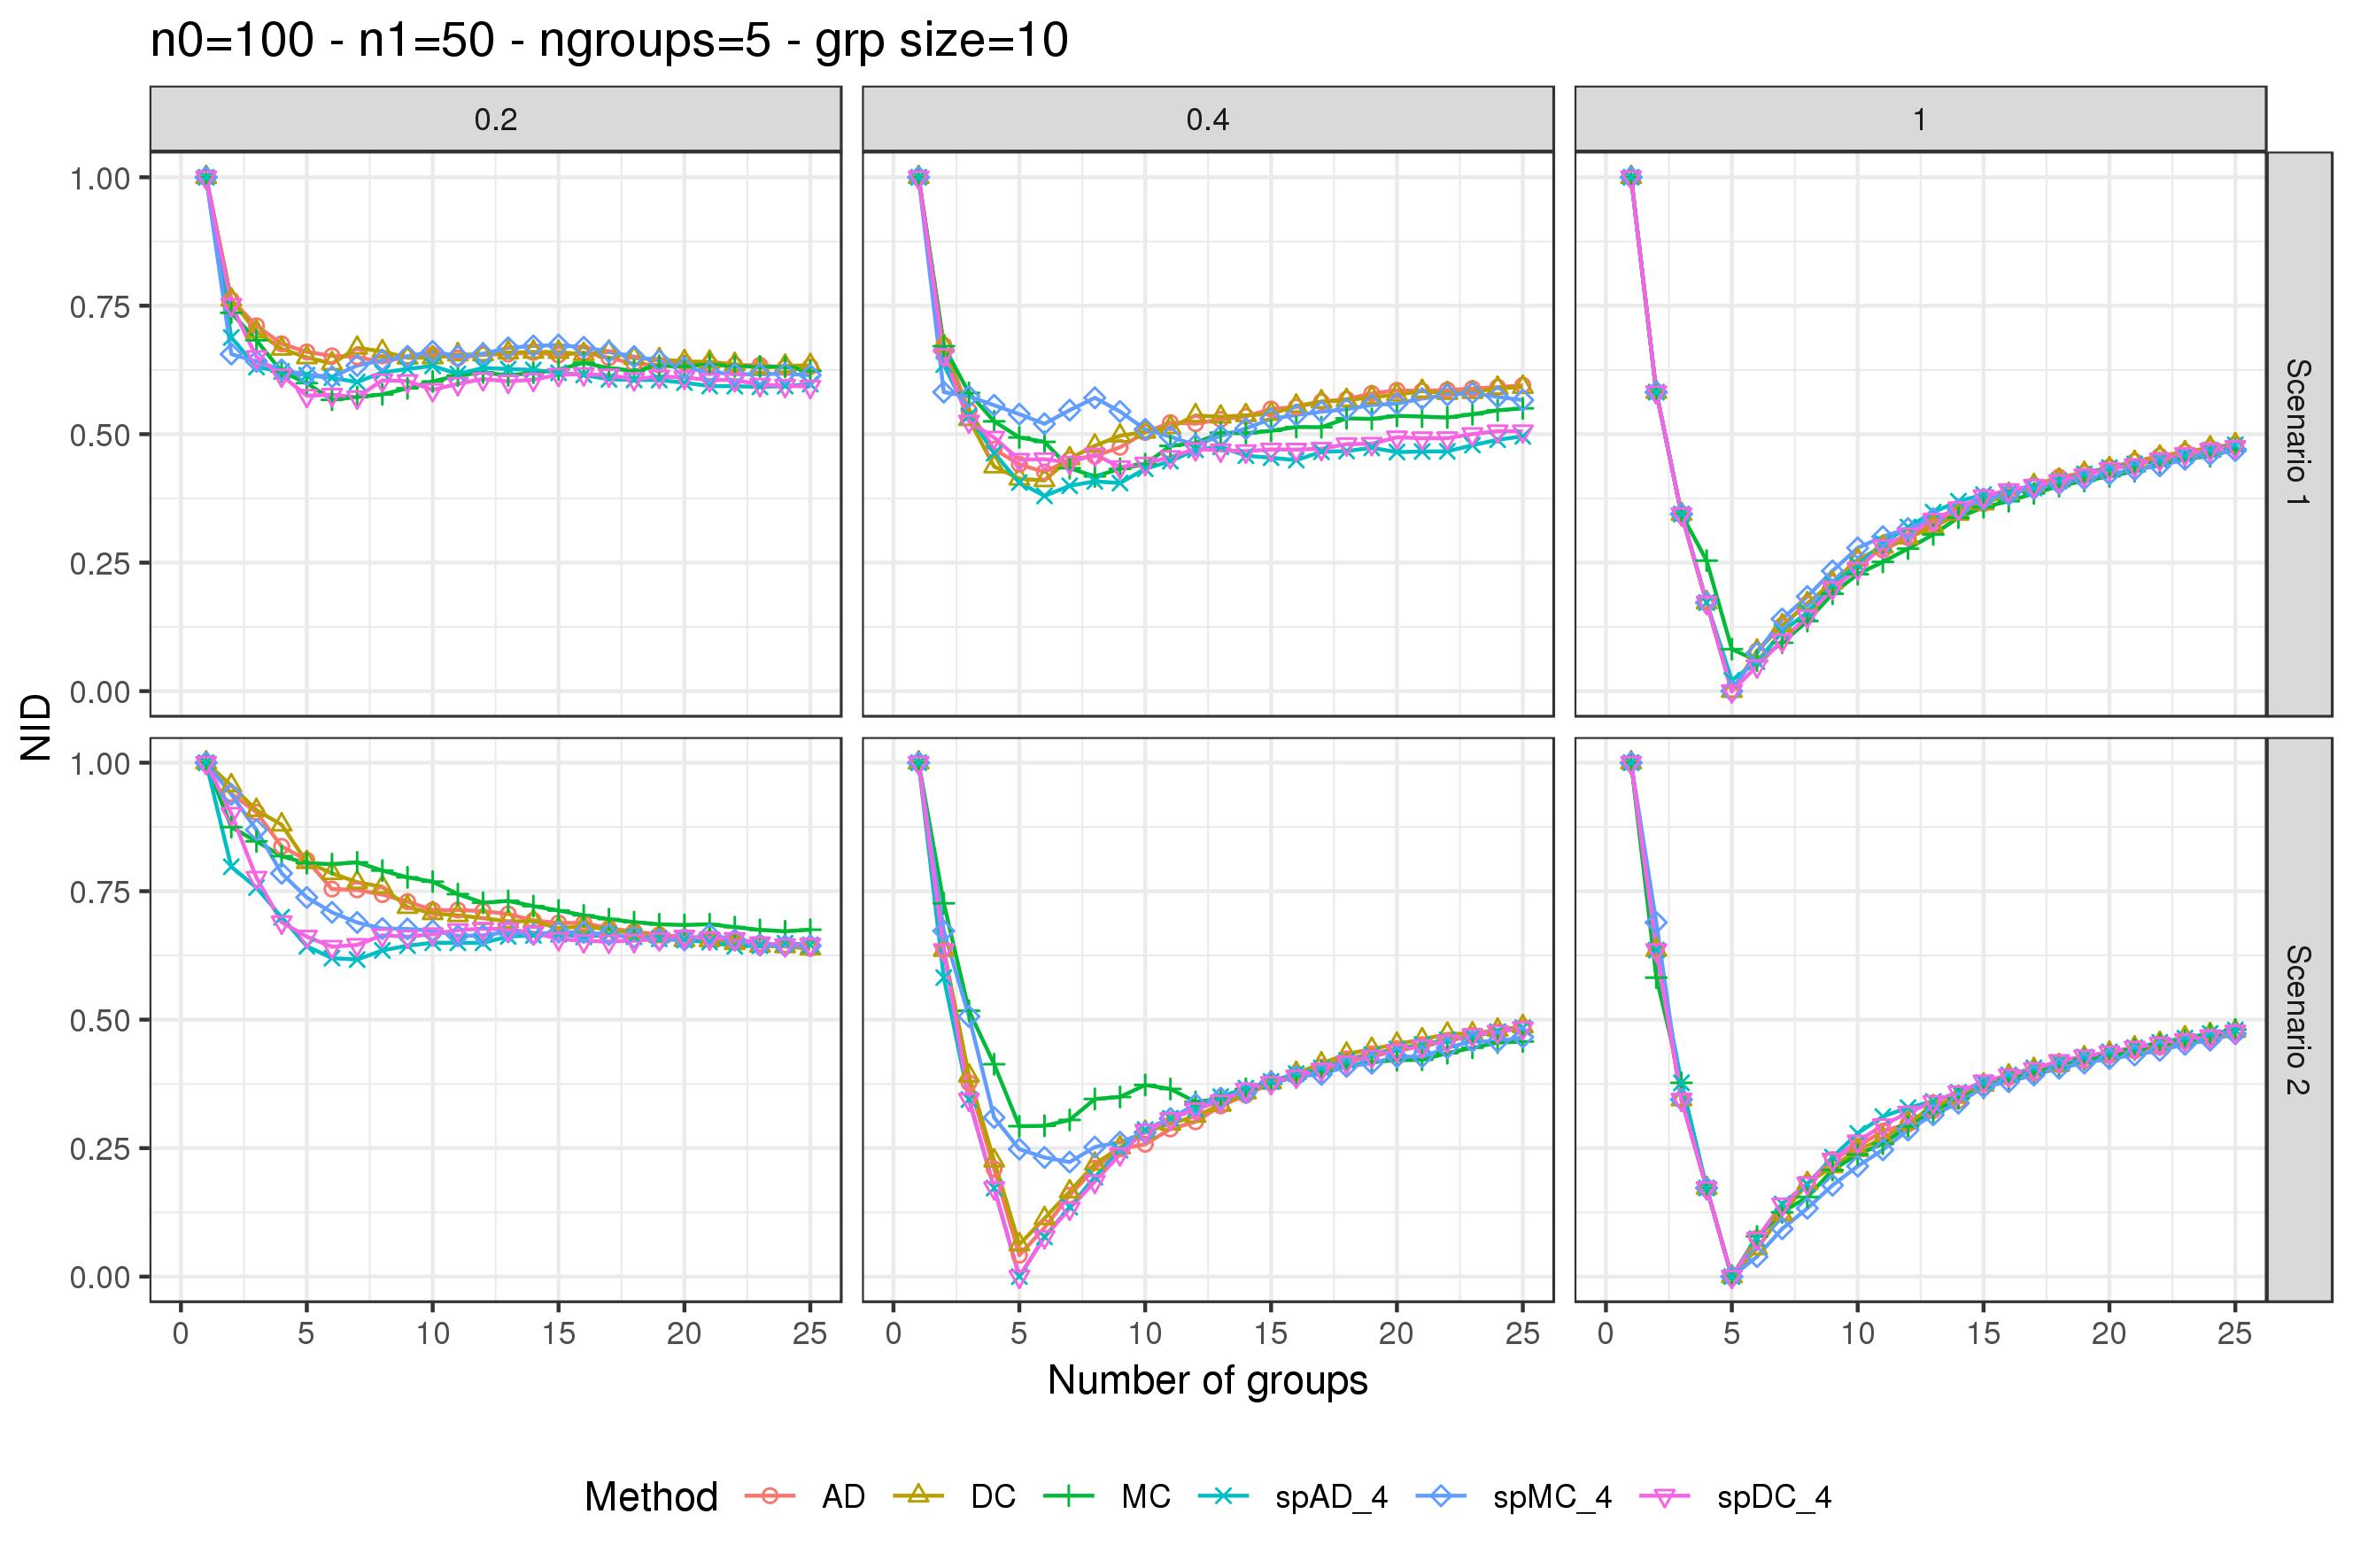 n0=100 - n1=50 - ngroups=5 - grp size=10
0.2 0.4 1
1.00
0.75
0.50
0.25
0.00
Scenario 1
NID
1.00
0.75
0.50
0.25
0.00
Scenario 2
0 5 10 15 20 25 0 5 10 15 20 25 0 5 10 15 20 25
Number of groups
Method AD DC MC spAD_4 spMC_4 spDC_4